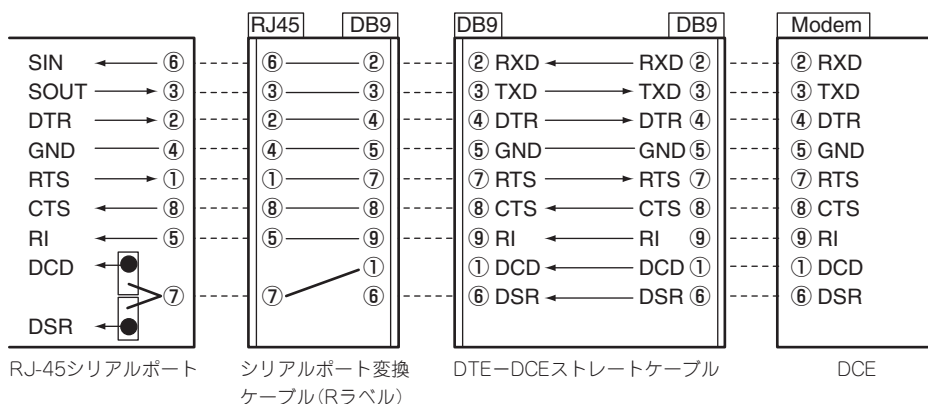 RJ45 DB9 DB9 DB9 Modem
SIN ⑥ ⑥ ② ② RXD RXD ② ② RXD
SOUT ③ ③ ③ ③ TXD TXD ③ ③ TXD
DTR ② ② ④ ④ DTR DTR ④ ④ DTR
GND ④ ④ ⑤ ⑤ GND GND ⑤ ⑤ GND
RTS ① ① ⑦ ⑦ RTS RTS ⑦ ⑦ RTS
CTS ⑧ ⑧ ⑧ ⑧ CTS CTS ⑧ ⑧ CTS
RI ⑤ ⑤ ⑨ ⑨ RI RI ⑨ ⑨ RI
DCD ① ① DCD DCD ① ① DCD
⑦ ⑦ ⑥ ⑥ DSR DSR ⑥ ⑥ DSR
DSR
RJ-45シリアルポート シリアルポート変換 DTE－DCEストレートケーブル DCE
ケーブル(Rラベル)